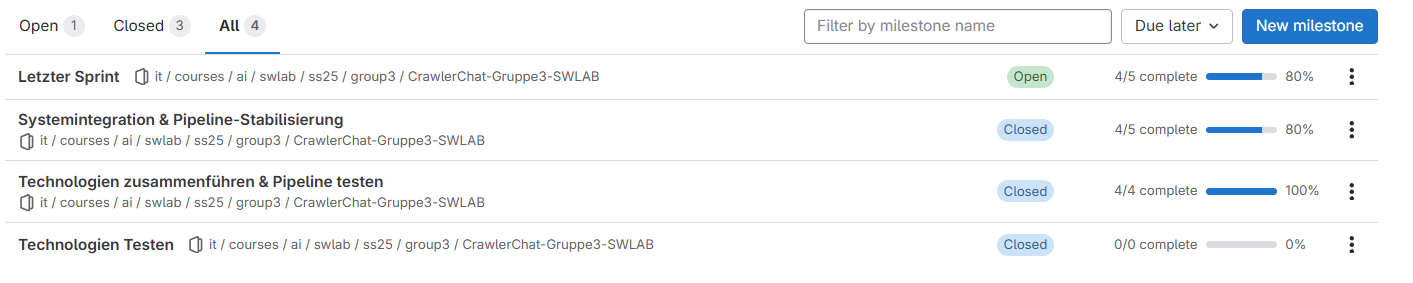 Open 1 Closed 3 All 4 Filter by milestone name Due later New milestone
Letzter Sprint it / courses / ai / swlab / ss25 / group3 / CrawlerChat-Gruppe3-SWLAB Open 4/5 complete 80%
Systemintegration & Pipeline-Stabilisierung
it / courses / ai / swlab / ss25 / group3 / CrawlerChat-Gruppe3-SWLAB Closed 4/5 complete 80%
Technologien zusammenführen & Pipeline testen
it / courses / ai / swlab / ss25 / group3 / CrawlerChat-Gruppe3-SWLAB Closed 4/4 complete 100%
Technologien Testen it / courses / ai / swlab / ss25 / group3 / CrawlerChat-Gruppe3-SWLAB Closed 0/0 complete 0%